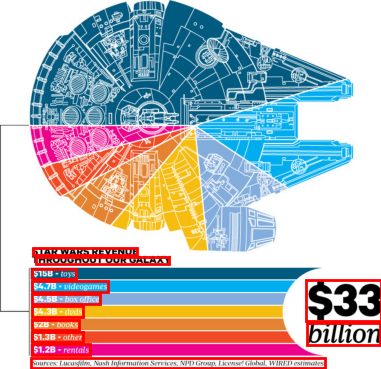 STAR WARS REVENUE
THROUGHOUT OUR GALAXY
$15B - toys
$4.7B - videogames
$4.5B - box office
$4.3B - dvds
$2B - books
$1.3B - other
$1.2B - rentals
$33
billion
Sources: Lucasfilm, Nash Information Services, NPD Group, License! Global, WIRED estimates